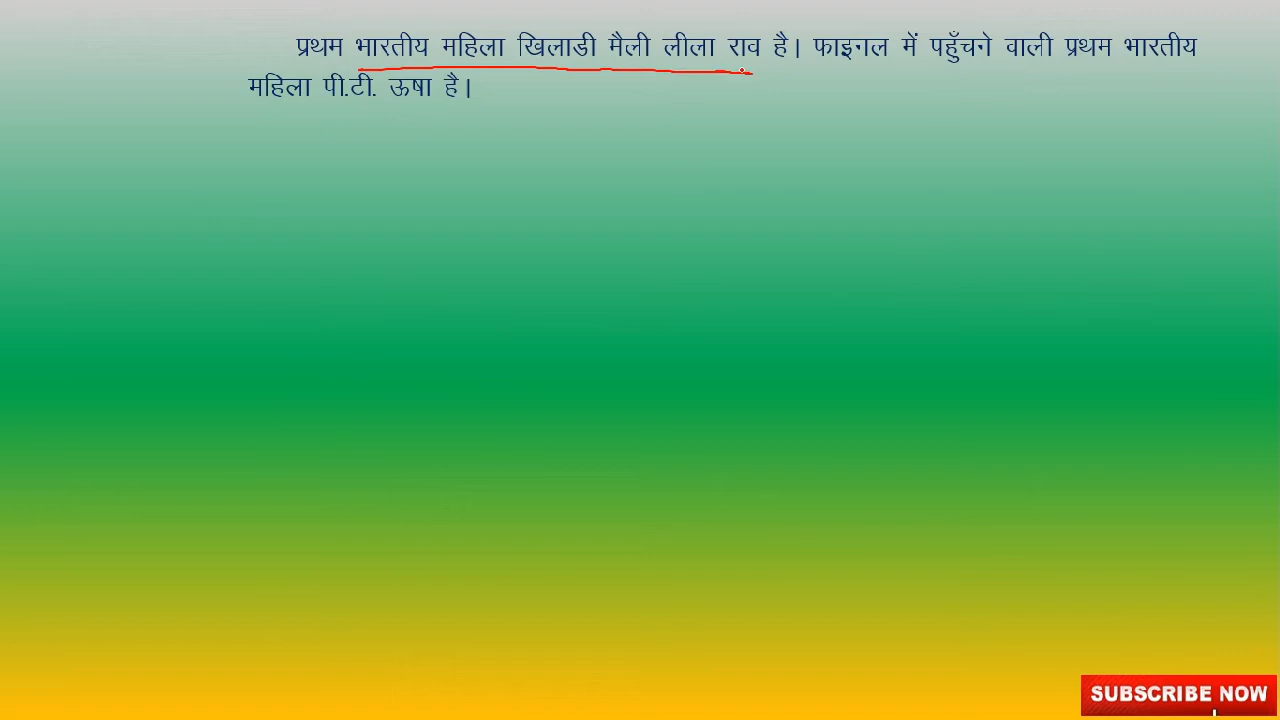 प्रथम भारतीय महिला खिलाडी मैली लीला राव है। फाइनल में पहुँचने वाली प्रथम भारतीय
महिला पी.टी. ऊषा है।
SUBSCRIBE NOW